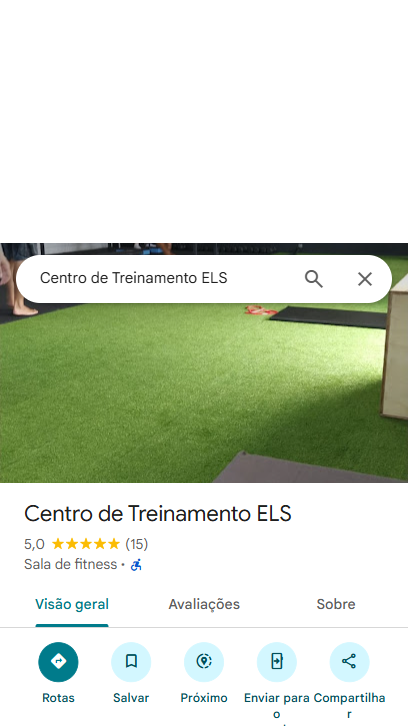 Centro de Treinamento ELS
Centro de Treinamento ELS
5,0 (15)
Sala de fitness ·
Visão geral Avaliações Sobre
Rotas Salvar Próximo Enviar para o Compartilhar